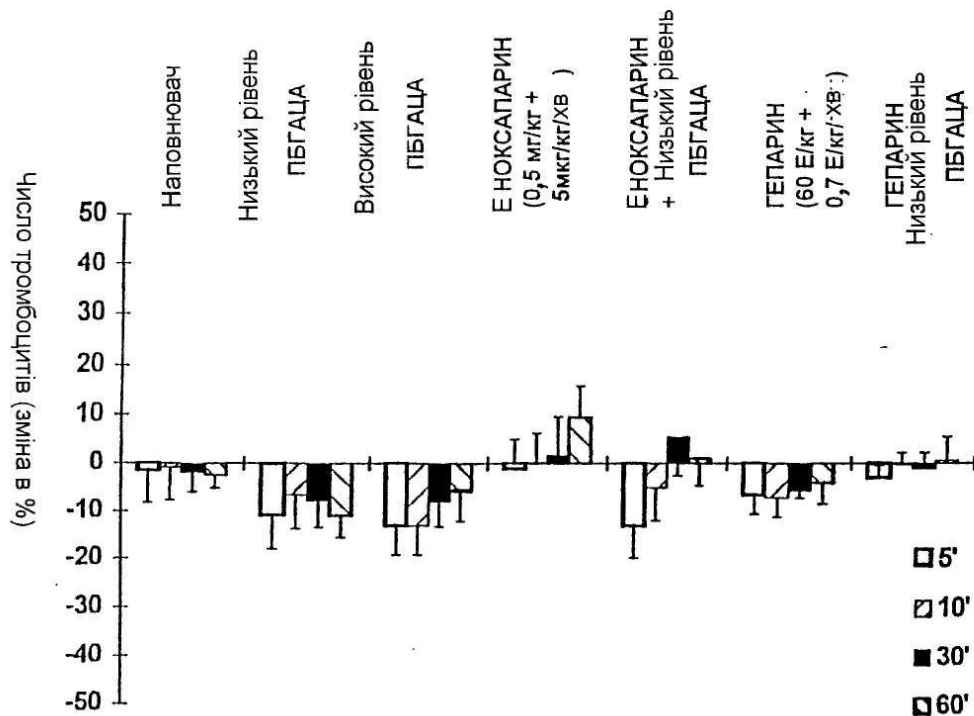 Наповнювач
Низький рівень
ПБГАЦА
Високий рівень
ПБГАЦА
ЕНОКСАПАРИН
(0,5 мг/кг +
5мкг/кг/хв )
ЕНОКСАПАРИН
+ Низький рівень
ПБГАЦА
ГЕПАРИН
(60 Е/кг +
0,7 Е/кг/хв)
ГЕПАРИН
Низький рівень
ПБГАЦА
Число тромбоцитів (зміна в %)
50
40
30
20
10
0
-10
-20
-30
-40
-50
5'
10'
30'
60'